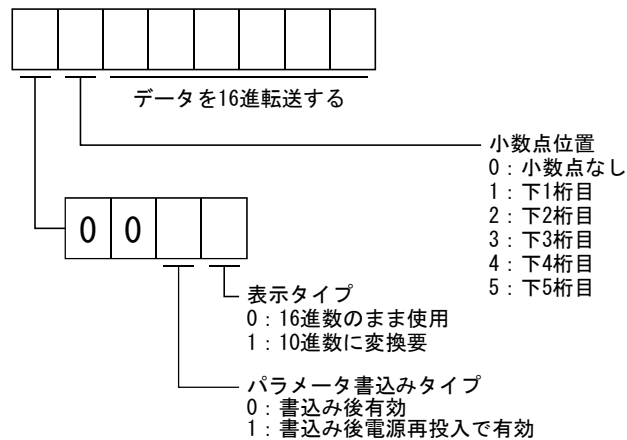 データを16進転送する
小数点位置
0：小数点なし
1：下1桁目
2：下2桁目
3：下3桁目
4：下4桁目
5：下5桁目
0 0
表示タイプ
0：16進数のまま使用
1：10進数に変換要
パラメータ書込みタイプ
0：書込み後有効
1：書込み後電源再投入で有効